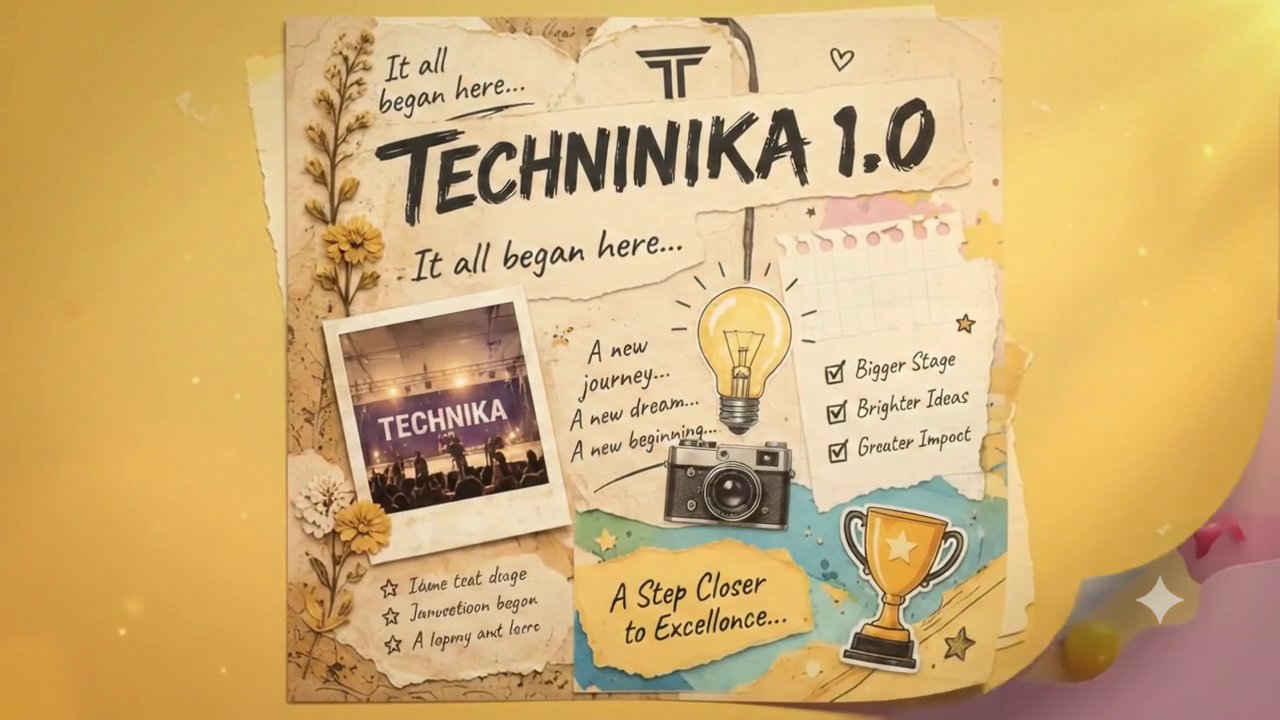 It all
began here...
TECHNINIKA 1.0
It all began here...
TECHNIKA
A new
journey...
A new dream...
A new beginning...
Bigger Stage
Brighter Ideas
Greater Impoct
A Step Closer
to Excellonce...